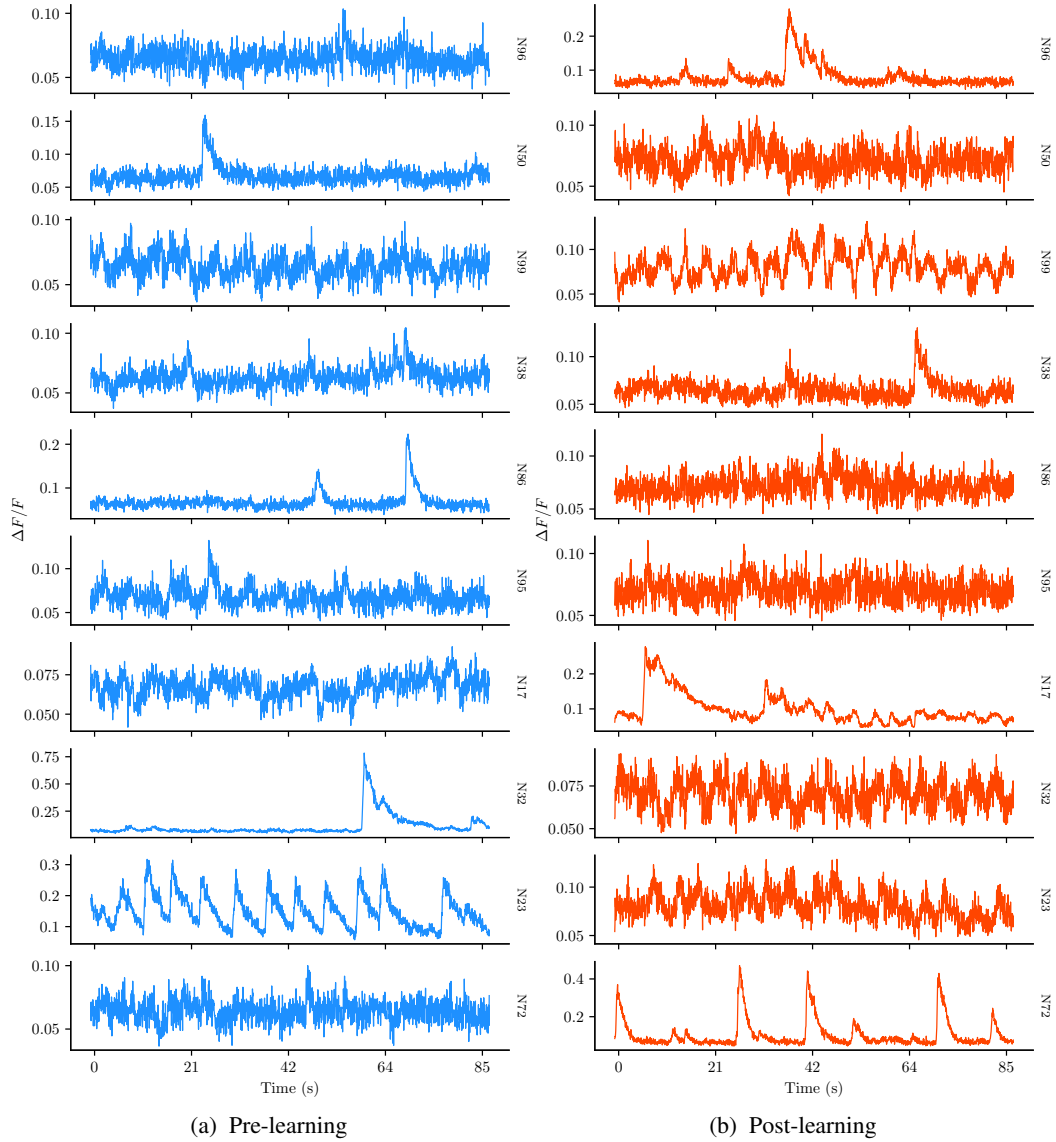 0.05
N96
0.15
0.10
0.05
N50
0.10
0.05
N99
0.10
0.05
N38
0.2
0.1
N86
0.10
0.05
N95
0.075
0.050
N17
0.75
0.50
0.25
N32
0.3
0.2
0.1
N23
0.10
0.05
N72
ΔF/F
0 21 42 64 85
Time (s)
(a) Pre-learning
0.2
0.1
N96
0.10
0.05
N50
0.10
0.05
N99
0.10
0.05
N38
0.10
0.05
N86
0.10
0.05
N95
0.2
0.1
N17
0.075
0.050
N32
0.10
0.05
N23
0.4
0.2
N72
ΔF/F
0 21 42 64 85
Time (s)
(b) Post-learning